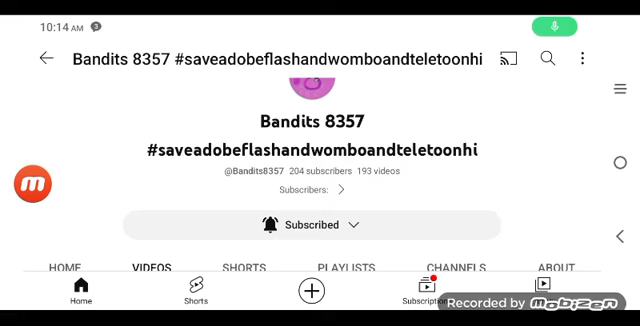 10:14 AM
Bandits 8357 #saveadobeflashandwomboandteletoonhi
Bandits 8357
#saveadobeflashandwomboandteletoonhi
@Bandits8357 204 subscribers 193 videos
Subscribers:
Subscribed
HOME VIDEOS SHORTS PLAYLISTS CHANNELS ABOUT
Home Shorts Subscription
Recorded by MOBIZEN